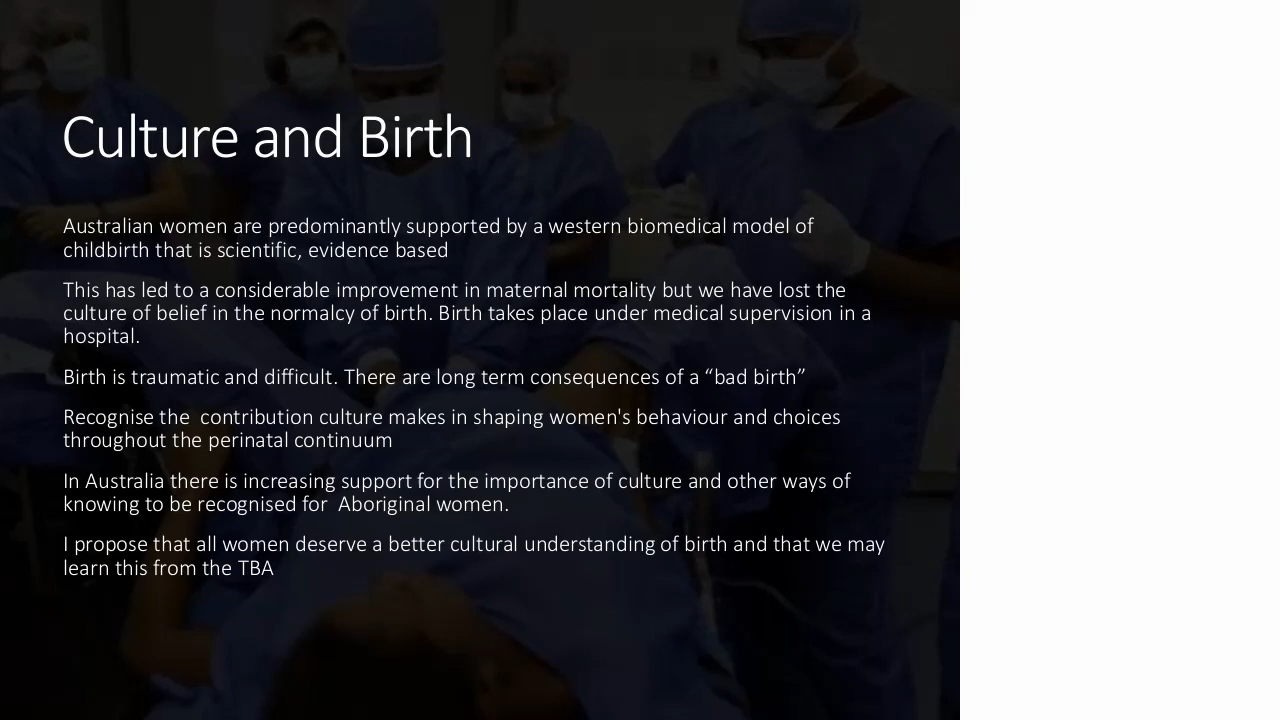 Culture and Birth
Australian women are predominantly supported by a western biomedical model of
childbirth that is scientific, evidence based
This has led to a considerable improvement in maternal mortality but we have lost the
culture of belief in the normalcy of birth. Birth takes place under medical supervision in a
hospital.
Birth is traumatic and difficult. There are long term consequences of a “bad birth”
Recognise the  contribution culture makes in shaping women's behaviour and choices
throughout the perinatal continuum
In Australia there is increasing support for the importance of culture and other ways of
knowing to be recognised for  Aboriginal women.
I propose that all women deserve a better cultural understanding of birth and that we may
learn this from the TBA